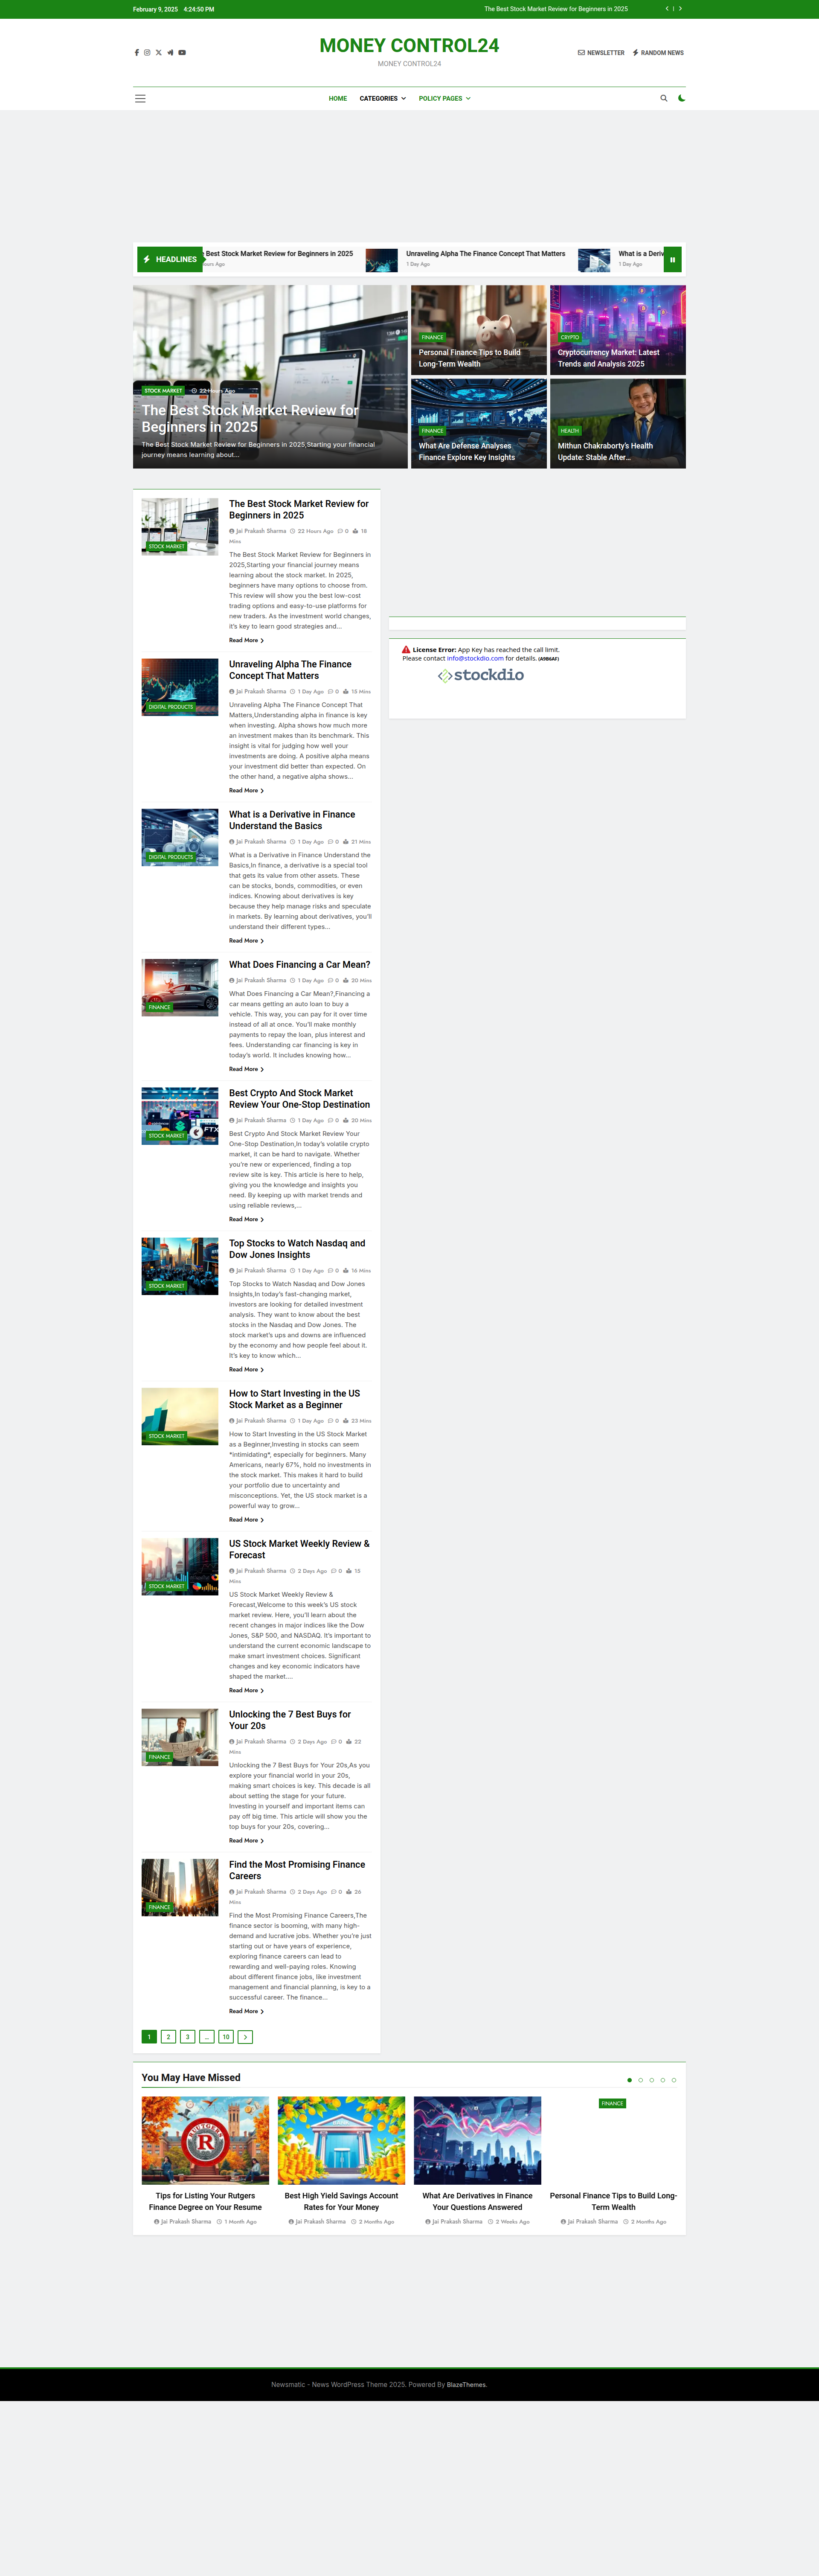 February 9, 2025 4:24:50 PM
The Best Stock Market Review for Beginners in 2025
MONEY CONTROL24
MONEY CONTROL24
NEWSLETTER
RANDOM NEWS
HOME
CATEGORIES
POLICY PAGES
HEADLINES
Best Stock Market Review for Beginners in 2025
ours Ago
Unraveling Alpha The Finance Concept That Matters
1 Day Ago
What is a Deriv
1 Day Ago
STOCK MARKET
22 Hours Ago
The Best Stock Market Review for
Beginners in 2025
The Best Stock Market Review for Beginners in 2025,Starting your financial
journey means learning about…
FINANCE
Personal Finance Tips to Build
Long-Term Wealth
CRYPTO
Cryptocurrency Market: Latest
Trends and Analysis 2025
FINANCE
What Are Defense Analyses
Finance Explore Key Insights
HEALTH
Mithun Chakraborty's Health
Update: Stable After…
STOCK MARKET
The Best Stock Market Review for
Beginners in 2025
Jai Prakash Sharma 22 Hours Ago 0 18
Mins
The Best Stock Market Review for Beginners in
2025,Starting your financial journey means
learning about the stock market. In 2025,
beginners have many options to choose from.
This review will show you the best low-cost
trading options and easy-to-use platforms for
new traders. As the investment world changes,
it's key to learn good strategies and…
Read More
DIGITAL PRODUCTS
Unraveling Alpha The Finance
Concept That Matters
Jai Prakash Sharma 1 Day Ago 0 15 Mins
Unraveling Alpha The Finance Concept That
Matters,Understanding alpha in finance is key
when investing. Alpha shows how much more
an investment makes than its benchmark. This
insight is vital for judging how well your
investments are doing. A positive alpha means
your investment did better than expected. On
the other hand, a negative alpha shows…
Read More
DIGITAL PRODUCTS
What is a Derivative in Finance
Understand the Basics
Jai Prakash Sharma 1 Day Ago 0 21 Mins
What is a Derivative in Finance Understand the
Basics,In finance, a derivative is a special tool
that gets its value from other assets. These
can be stocks, bonds, commodities, or even
indices. Knowing about derivatives is key
because they help manage risks and speculate
in markets. By learning about derivatives, you'll
understand their different types…
Read More
FINANCE
What Does Financing a Car Mean?
Jai Prakash Sharma 1 Day Ago 0 20 Mins
What Does Financing a Car Mean?,Financing a
car means getting an auto loan to buy a
vehicle. This way, you can pay for it over time
instead of all at once. You'll make monthly
payments to repay the loan, plus interest and
fees. Understanding car financing is key in
today's world. It includes knowing how…
Read More
FTX
STOCK MARKET
Best Crypto And Stock Market
Review Your One-Stop Destination
Jai Prakash Sharma 1 Day Ago 0 20 Mins
Best Crypto And Stock Market Review Your
One-Stop Destination,In today's volatile crypto
market, it can be hard to navigate. Whether
you're new or experienced, finding a top
review site is key. This article is here to help,
giving you the knowledge and insights you
need. By keeping up with market trends and
using reliable reviews,…
Read More
STOCK MARKET
Top Stocks to Watch Nasdaq and
Dow Jones Insights
Jai Prakash Sharma 1 Day Ago 0 16 Mins
Top Stocks to Watch Nasdaq and Dow Jones
Insights,In today's fast-changing market,
investors are looking for detailed investment
analysis. They want to know about the best
stocks in the Nasdaq and Dow Jones. The
stock market's ups and downs are influenced
by the economy and how people feel about it.
It's key to know which…
Read More
STOCK MARKET
How to Start Investing in the US
Stock Market as a Beginner
Jai Prakash Sharma 1 Day Ago 0 23 Mins
How to Start Investing in the US Stock Market
as a Beginner,Investing in stocks can seem
*intimidating*, especially for beginners. Many
Americans, nearly 67%, hold no investments in
the stock market. This makes it hard to build
your portfolio due to uncertainty and
misconceptions. Yet, the US stock market is a
powerful way to grow…
Read More
STOCK MARKET
US Stock Market Weekly Review &
Forecast
Jai Prakash Sharma 2 Days Ago 0 15
Mins
US Stock Market Weekly Review &
Forecast,Welcome to this week's US stock
market review. Here, you'll learn about the
recent changes in major indices like the Dow
Jones, S&P 500, and NASDAQ. It's important to
understand the current economic landscape to
make smart investment choices. Significant
changes and key economic indicators have
shaped the market.…
Read More
FINANCE
Unlocking the 7 Best Buys for
Your 20s
Jai Prakash Sharma 2 Days Ago 0 22
Mins
Unlocking the 7 Best Buys for Your 20s,As you
explore your financial world in your 20s,
making smart choices is key. This decade is all
about setting the stage for your future.
Investing in yourself and important items can
pay off big time. This article will show you the
top buys for your 20s, covering…
Read More
FINANCE
Find the Most Promising Finance
Careers
Jai Prakash Sharma 2 Days Ago 0 26
Mins
Find the Most Promising Finance Careers,The
finance sector is booming, with many high-
demand and lucrative jobs. Whether you're just
starting out or have years of experience,
exploring finance careers can lead to
rewarding and well-paying roles. Knowing
about different finance jobs, like investment
management and financial planning, is key to a
successful career. The finance…
Read More
1 2 3 … 10
License Error: App Key has reached the call limit.
Please contact info@stockdio.com for details. (A9B6AF)
stockdio
You May Have Missed
RUTGERS
R
Tips for Listing Your Rutgers
Finance Degree on Your Resume
Jai Prakash Sharma 1 Month Ago
Best High Yield Savings Account
Rates for Your Money
Jai Prakash Sharma 2 Months Ago
What Are Derivatives in Finance
Your Questions Answered
Jai Prakash Sharma 2 Weeks Ago
FINANCE
Personal Finance Tips to Build Long-
Term Wealth
Jai Prakash Sharma 2 Months Ago
Newsmatic - News WordPress Theme 2025. Powered By BlazeThemes.